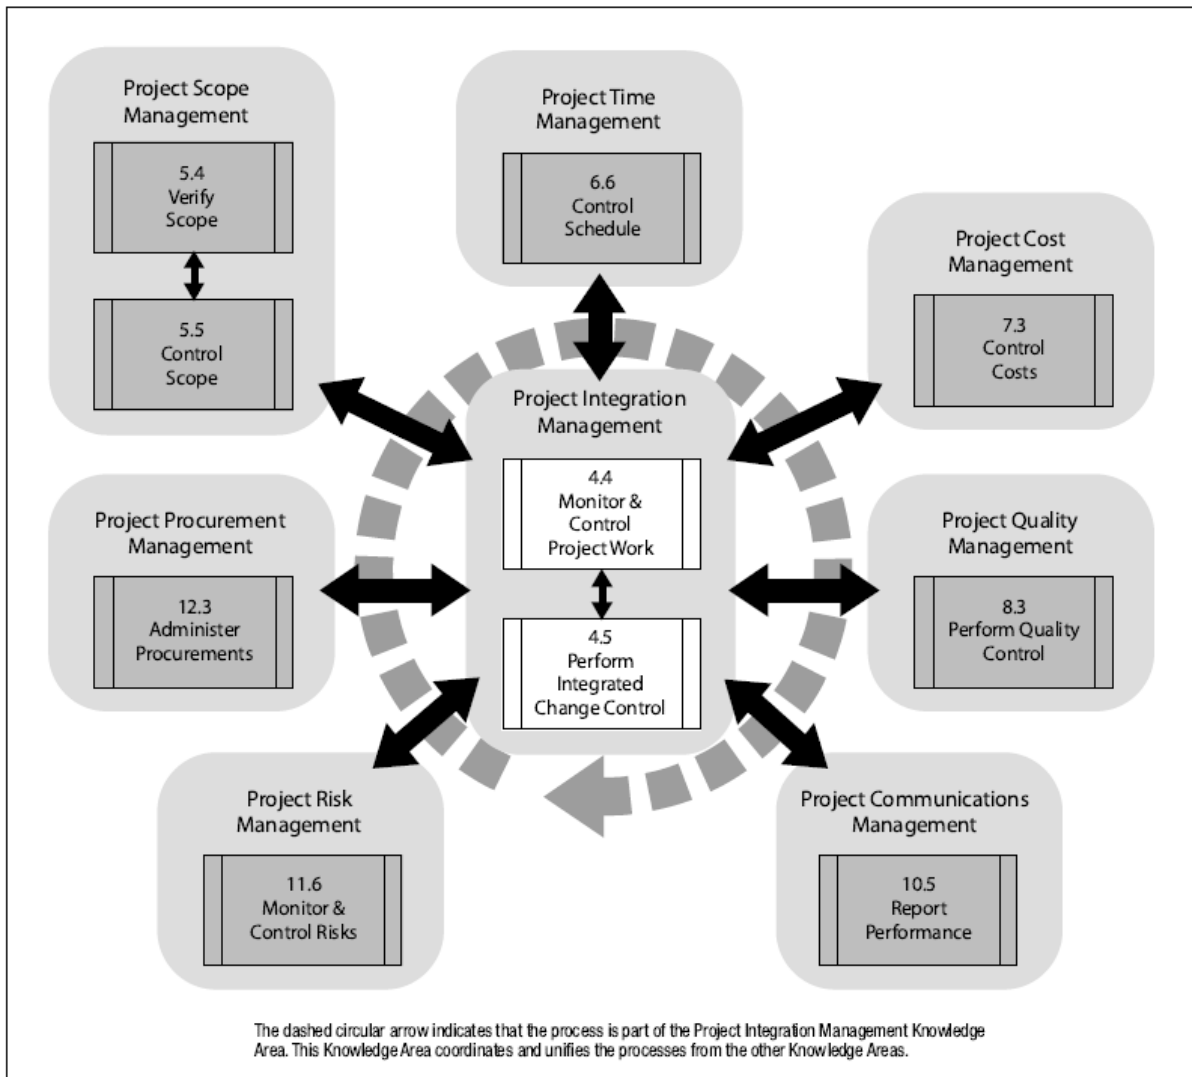 Project Scope
Management
5.4
Verify
Scope
5.5
Control
Scope
Project Time
Management
6.6
Control
Schedule
Project Cost
Management
7.3
Control
Costs
Project Integration
Management
4.4
Monitor &
Control
Project Work
4.5
Perform
Integrated
Change Control
Project Procurement
Management
12.3
Administer
Procurements
Project Quality
Management
8.3
Perform Quality
Control
Project Risk
Management
11.6
Monitor &
Control Risks
Project Communications
Management
10.5
Report
Performance
The dashed circular arrow indicates that the process is part of the Project Integration Management Knowledge
Area. This Knowledge Area coordinates and unifies the processes from the other Knowledge Areas.